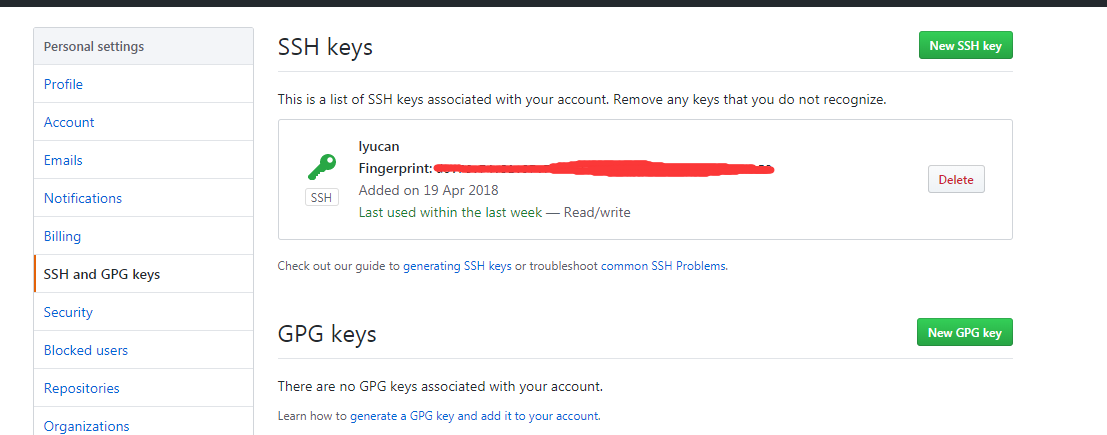 Personal settings
Profile
Account
Emails
Notifications
Billing
SSH and GPG keys
Security
Blocked users
Repositories
Organizations
SSH keys
New SSH key
This is a list of SSH keys associated with your account. Remove any keys that you do not recognize.
SSH
lyucan
Fingerprint:
Added on 19 Apr 2018
Last used within the last week — Read/write
Delete
Check out our guide to generating SSH keys or troubleshoot common SSH Problems.
GPG keys
New GPG key
There are no GPG keys associated with your account.
Learn how to generate a GPG key and add it to your account.